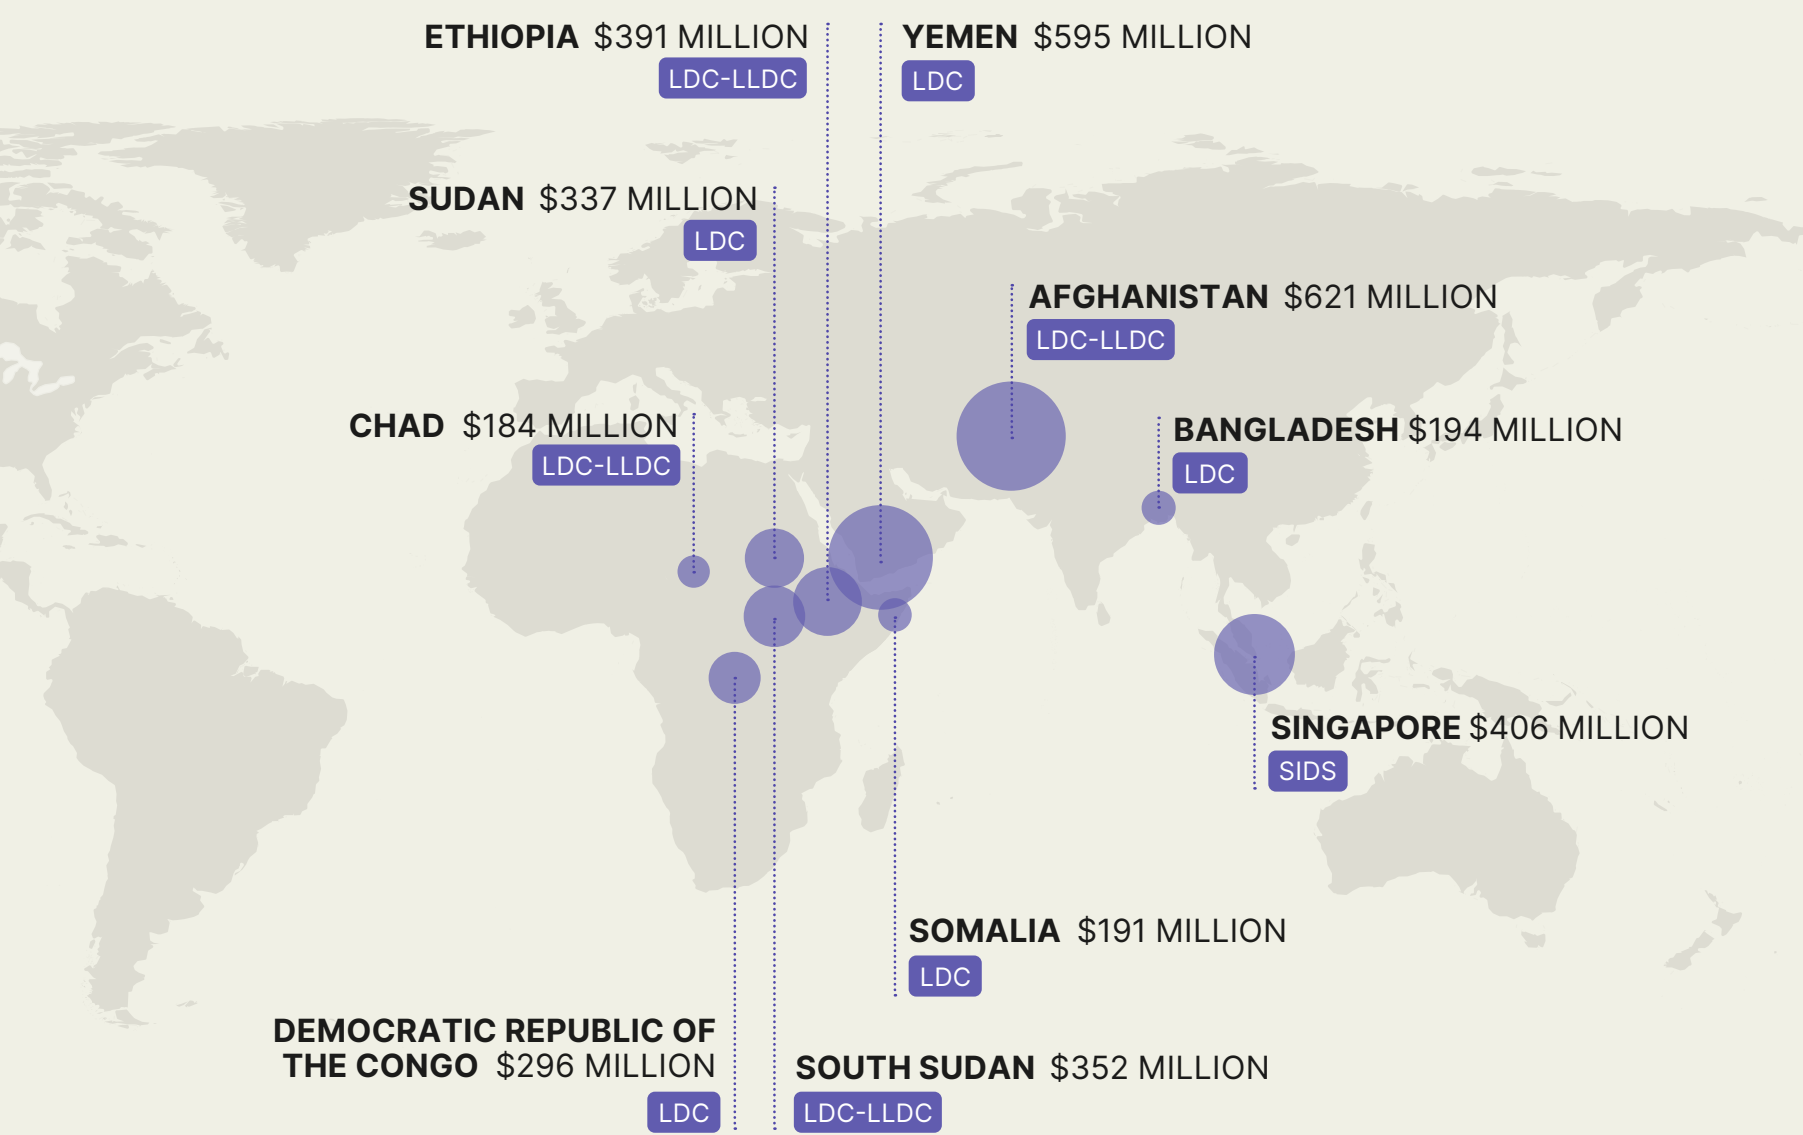 ETHIOPIA $391 MILLION
LDC-LLDC
YEMEN $595 MILLION
LDC
SUDAN $337 MILLION
LDC
AFGHANISTAN $621 MILLION
LDC-LLDC
CHAD $184 MILLION
LDC-LLDC
BANGLADESH $194 MILLION
LDC
SINGAPORE $406 MILLION
SIDS
SOMALIA $191 MILLION
LDC
DEMOCRATIC REPUBLIC OF
THE CONGO $296 MILLION
LDC
SOUTH SUDAN $352 MILLION
LDC-LLDC